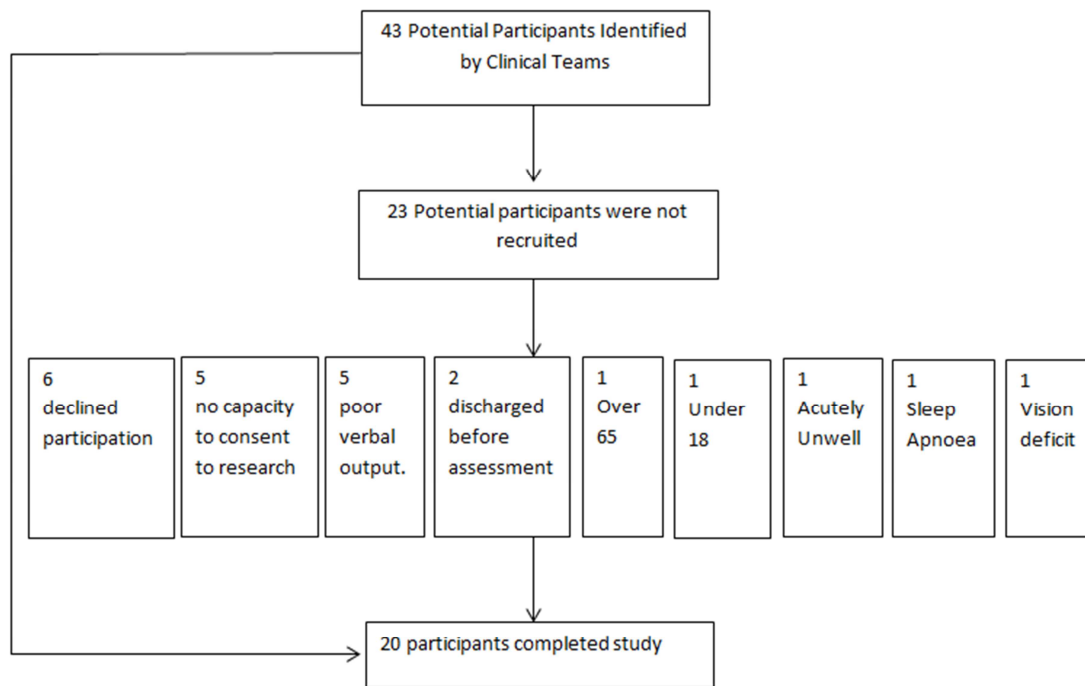 43 Potential Participants Identified
by Clinical Teams
23 Potential participants were not
recruited
6
declined
participation
5
no capacity
to consent
to research
5
poor
verbal
output.
2
discharged
before
assessment
1
Over
65
1
Under
18
1
Acutely
Unwell
1
Sleep
Apnoea
1
Vision
deficit
20 participants completed study